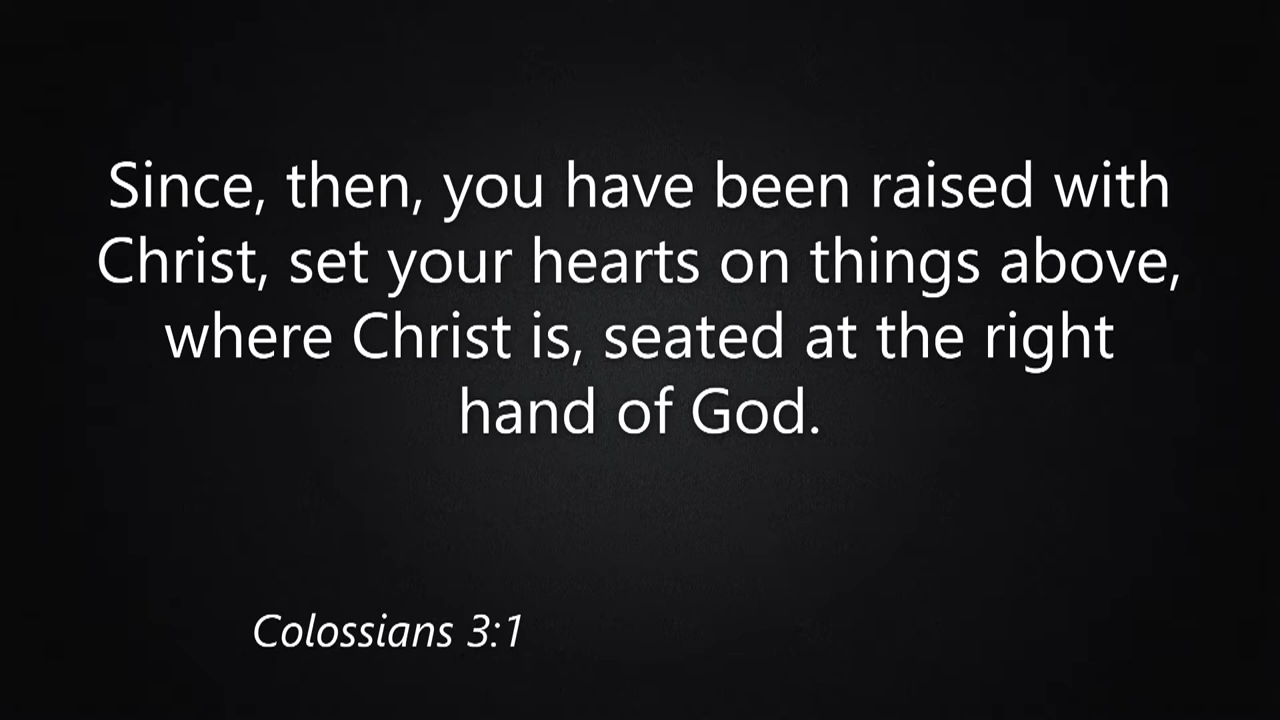 Since, then, you have been raised with
Christ, set your hearts on things above,
where Christ is, seated at the right
hand of God.
Colossians 3:1